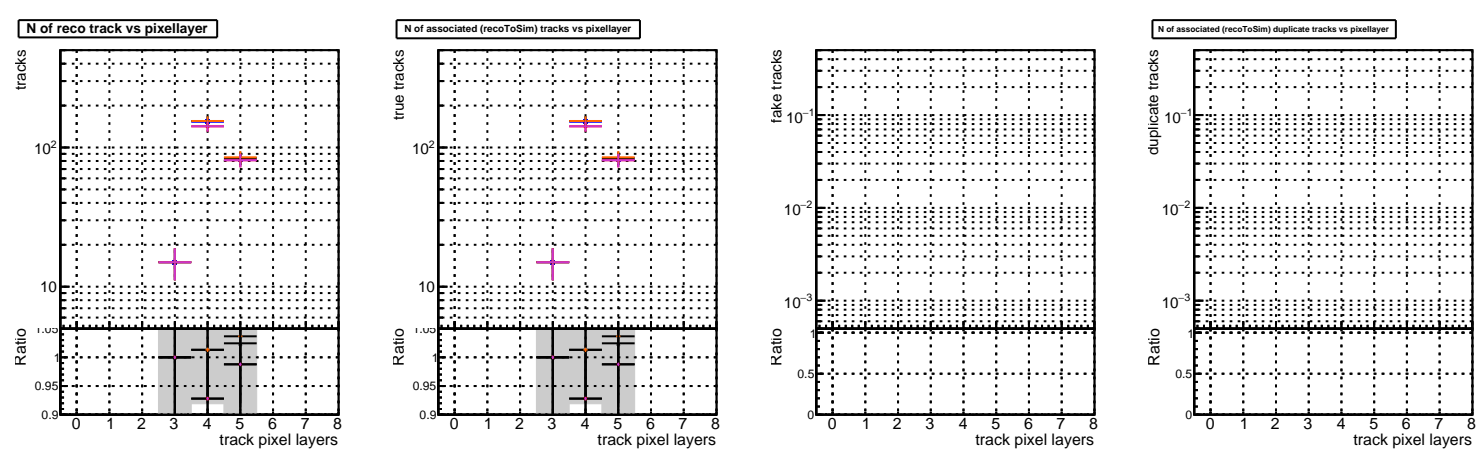 N of reco track vs pixellayer
tracks
10²
10
Ratio
1.05
1
0.95
0.9
0 1 2 3 4 5 6 7 8
track pixel layers
N of associated (recoToSim) tracks vs pixellayer
true tracks
10²
10
Ratio
1.05
1
0.95
0.9
0 1 2 3 4 5 6 7 8
track pixel layers
fake tracks
10⁻¹
10⁻²
10⁻³
Ratio
1
0.5
0
0 1 2 3 4 5 6 7 8
track pixel layers
N of associated (recoToSim) duplicate tracks vs pixellayer
duplicate tracks
10⁻¹
10⁻²
10⁻³
Ratio
1
0.5
0
0 1 2 3 4 5 6 7 8
track pixel layers